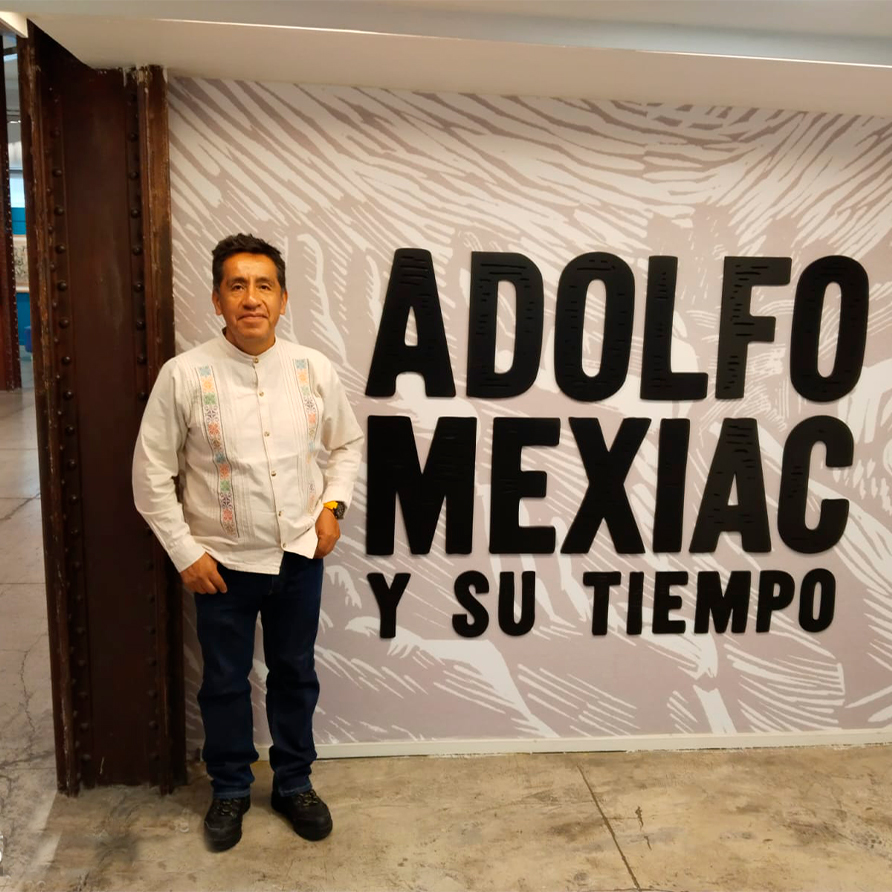 ADOLFO
MEXIAC
Y SU TIEMPO